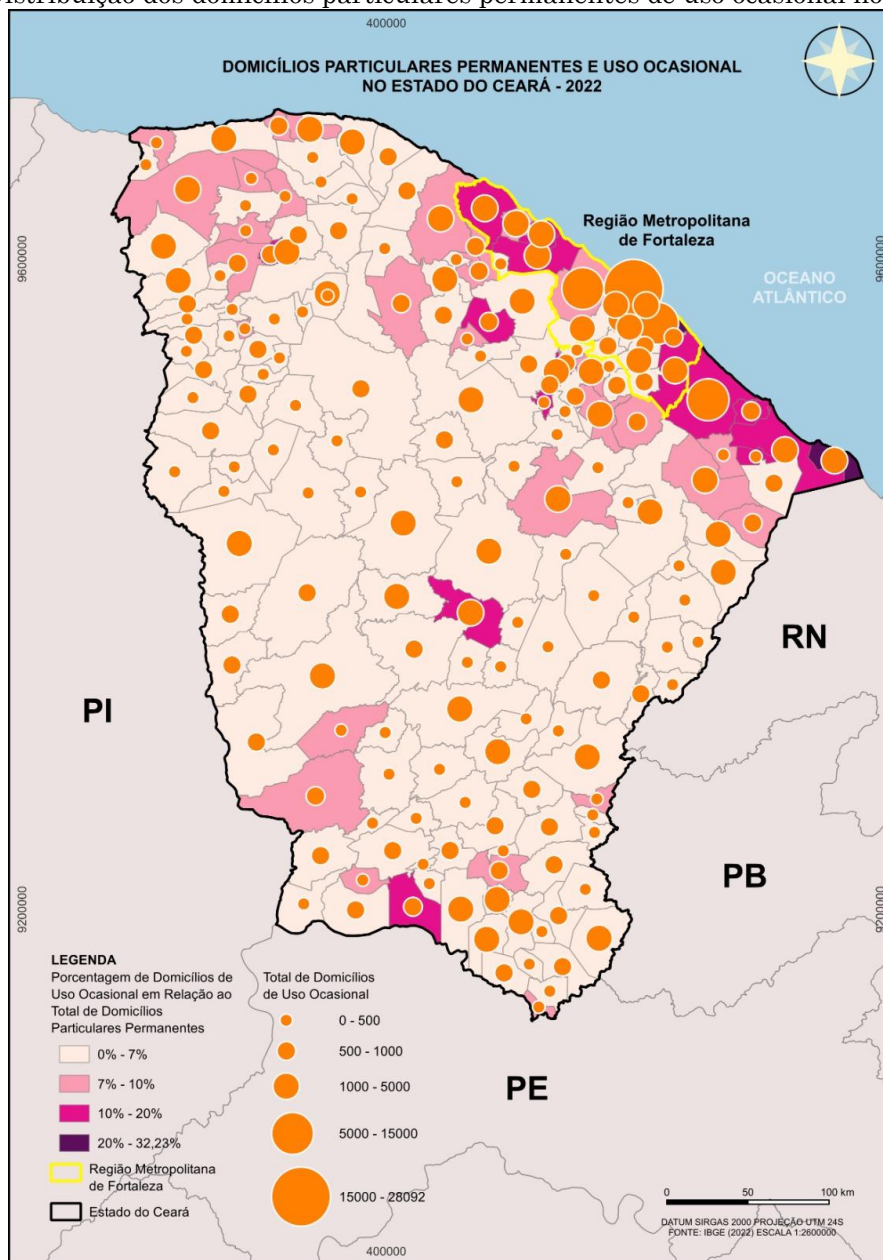 istribuição dos domicílios particulares permanentes de uso ocasional no
400000
DOMICÍLIOS PARTICULARES PERMANENTES E USO OCASIONAL
NO ESTADO DO CEARÁ - 2022
Região Metropolitana
de Fortaleza
9600000
9600000
OCEANO
ATLÂNTICO
RN
PI
PB
9200000
9200000
LEGENDA
Porcentagem de Domicílios de
Uso Ocasional em Relação ao
Total de Domicílios
Particulares Permanentes
0% - 7%
7% - 10%
10% - 20%
20% - 32,23%
Região Metropolitana
de Fortaleza
Estado do Ceará
Total de Domicílios
de Uso Ocasional
0 - 500
500 - 1000
1000 - 5000
5000 - 15000
15000 - 28092
PE
0 50 100 km
DATUM SIRGAS 2000 PROJEÇÃO UTM 24S
FONTE: IBGE (2022) ESCALA 1:2600000
400000